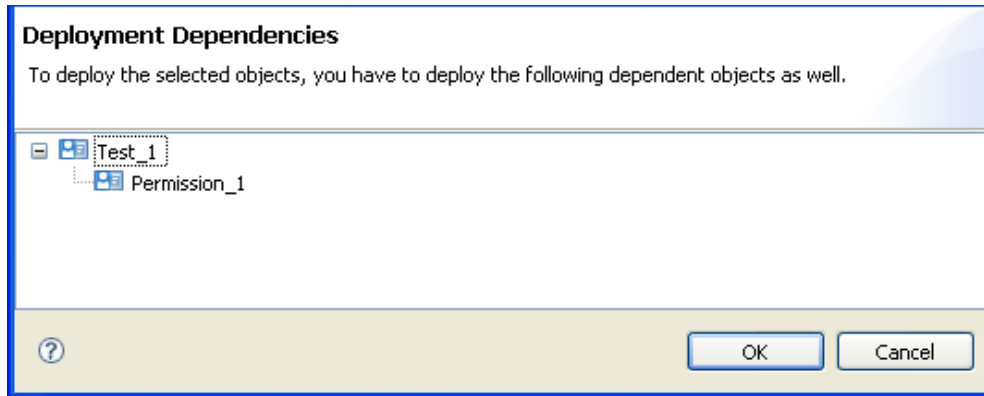 Deployment Dependencies
To deploy the selected objects, you have to deploy the following dependent objects as well.
Test_1
Permission_1
?
OK
Cancel